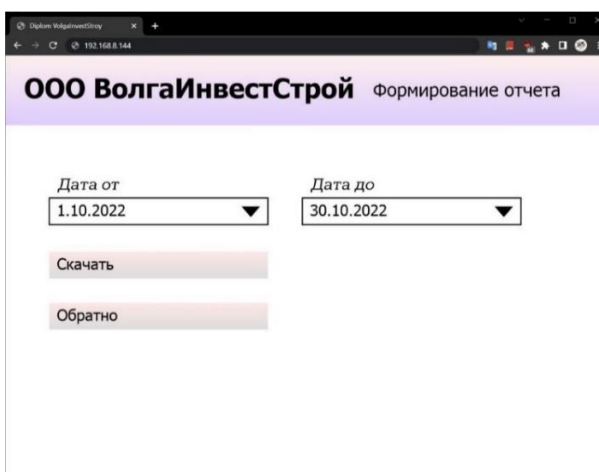 Diplom VolgaInvestStroy
192.168.8.144
ООО ВолгаИнвестСтрой Формирование отчета
Дата от Дата до
1.10.2022 30.10.2022
Скачать
Обратно